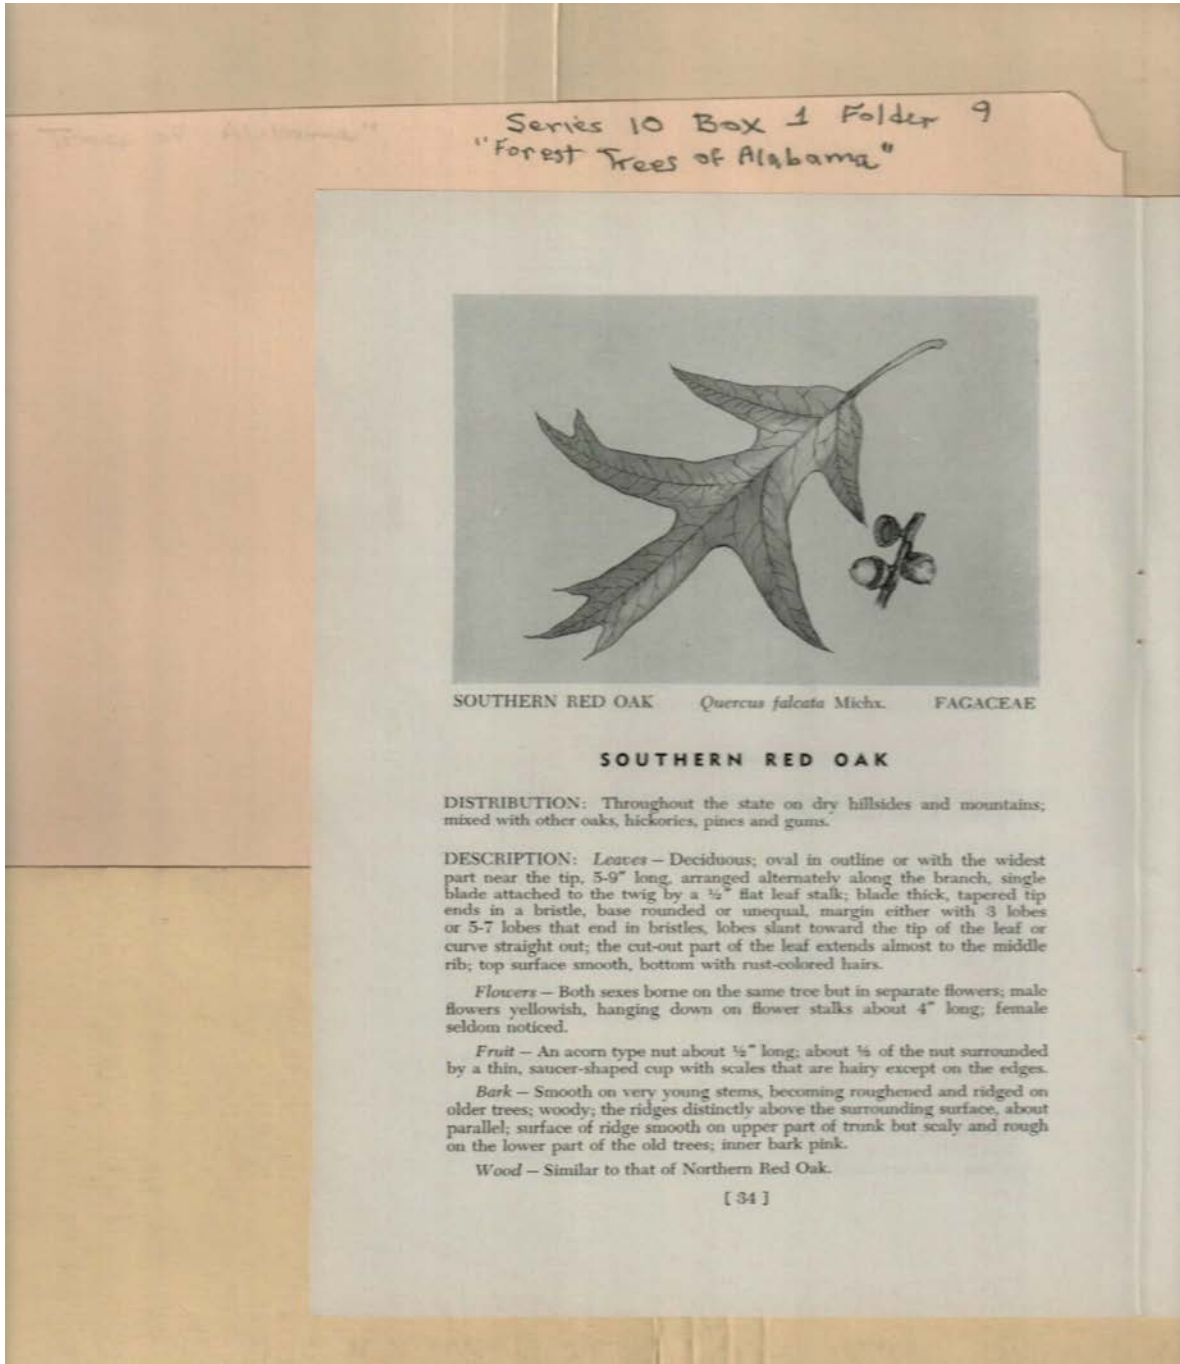 Trees of Alabama"
Series 10 Box 1 Folder 9
"Forest Trees of Alabama"
SOUTHERN RED OAK Quercus falcata Michx. FAGACEAE
SOUTHERN RED OAK
DISTRIBUTION: Throughout the state on dry hillsides and mountains;
mixed with other oaks, hickories, pines and gums.
DESCRIPTION: Leaves — Deciduous; oval in outline or with the widest
part near the tip, 5-9" long, arranged alternately along the branch, single
blade attached to the twig by a ½" flat leaf stalk; blade thick, tapered tip
ends in a bristle, base rounded or unequal, margin either with 3 lobes
or 5-7 lobes that end in bristles, lobes slant toward the tip of the leaf or
curve straight out; the cut-out part of the leaf extends almost to the middle
rib; top surface smooth, bottom with rust-colored hairs.
Flowers — Both sexes borne on the same tree but in separate flowers; male
flowers yellowish, hanging down on flower stalks about 4" long; female
seldom noticed.
Fruit — An acorn type nut about ½" long; about of the nut surrounded
by a thin, saucer-shaped cup with scales that are hairy except on the edges.
Bark — Smooth on very young stems, becoming roughened and ridged on
older trees; woody; the ridges distinctly above the surrounding surface, about
parallel; surface of ridge smooth on upper part of trunk but scaly and rough
on the lower part of the old trees; inner bark pink.
Wood — Similar to that of Northern Red Oak.
[ 34 ]